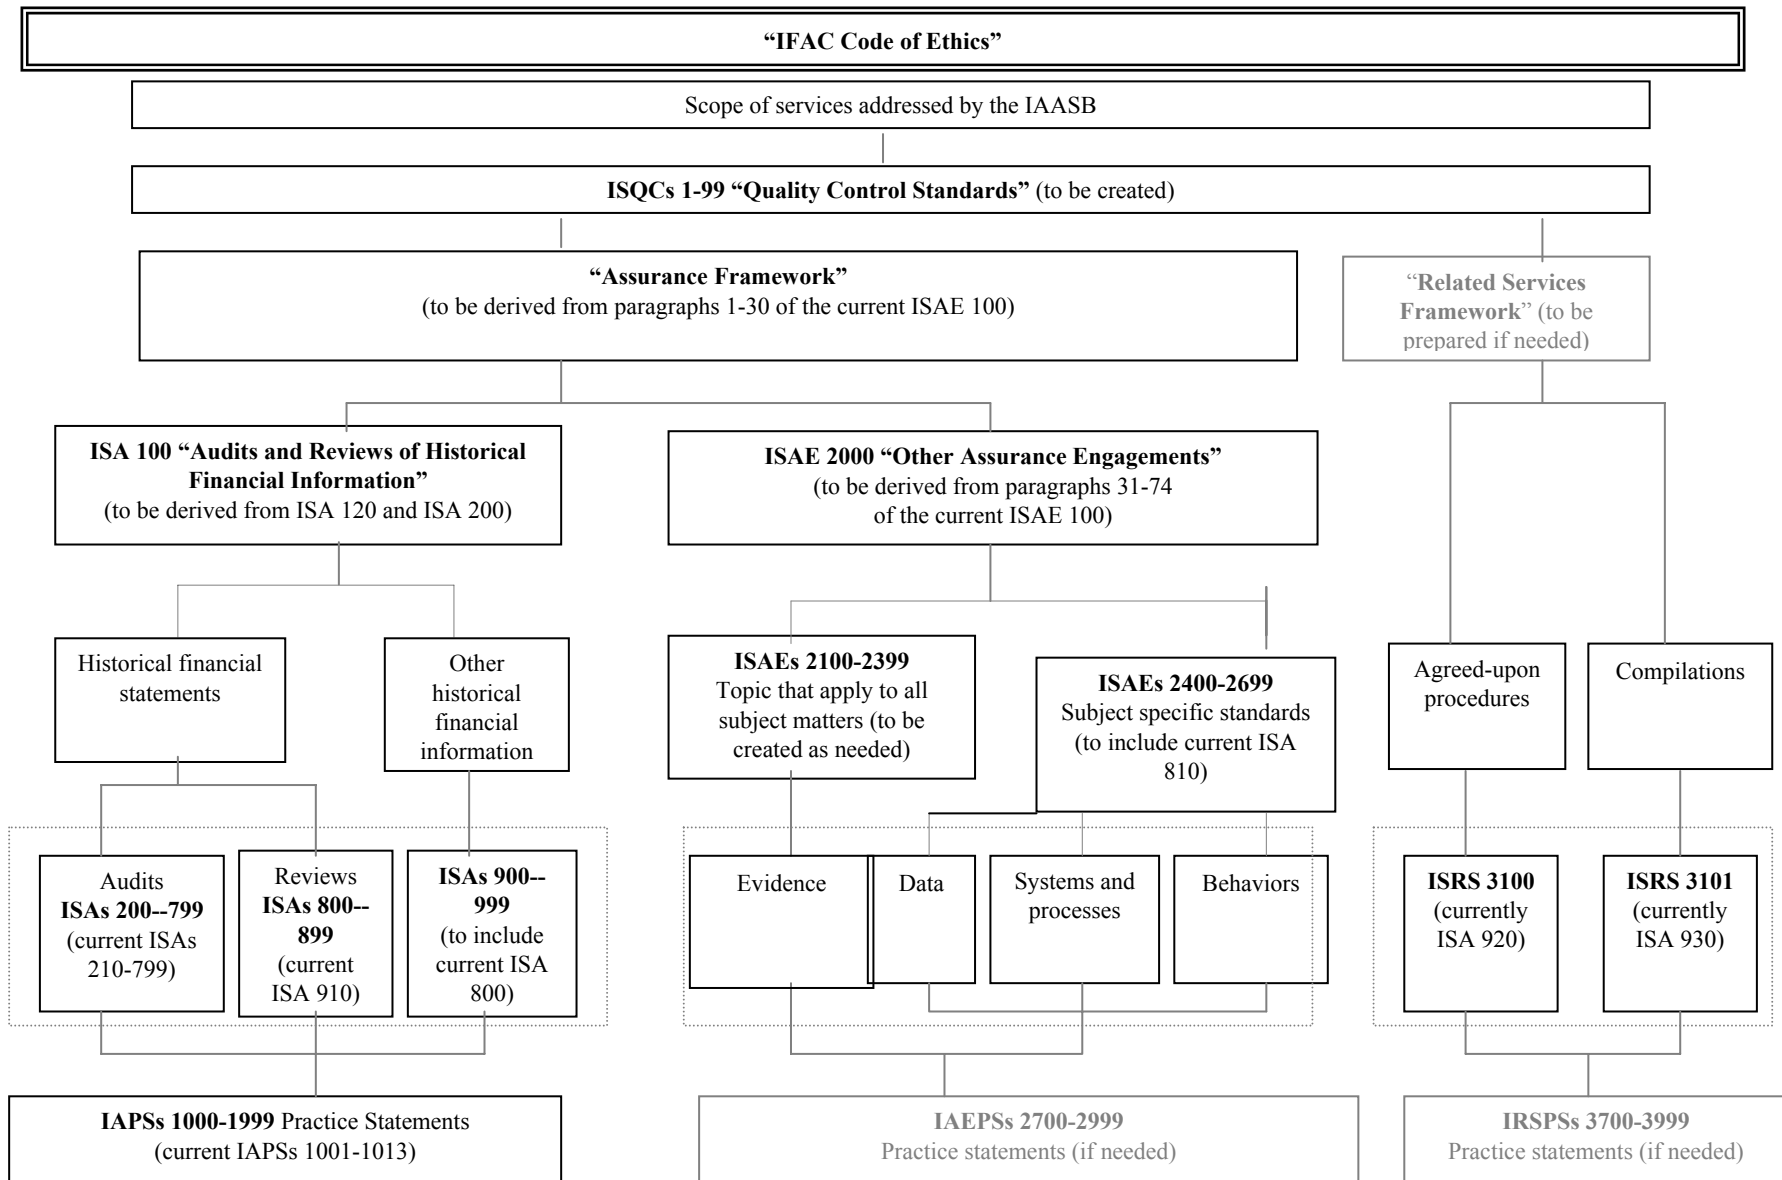 “IFAC Code of Ethics”
Scope of services addressed by the IAASB
ISQCs 1-99 “Quality Control Standards” (to be created)
“Assurance Framework”
(to be derived from paragraphs 1-30 of the current ISAE 100)
“Related Services
Framework” (to be
prepared if needed)
ISA 100 “Audits and Reviews of Historical
Financial Information”
(to be derived from ISA 120 and ISA 200)
ISAE 2000 “Other Assurance Engagements”
(to be derived from paragraphs 31-74
of the current ISAE 100)
Historical financial
statements
Other
historical
financial
information
ISAEs 2100-2399
Topic that apply to all
subject matters (to be
created as needed)
ISAEs 2400-2699
Subject specific standards
(to include current ISA
810)
Agreed-upon
procedures
Compilations
Audits
ISAs 200--799
(current ISAs
210-799)
Reviews
ISAs 800--
899
(current
ISA 910)
ISAs 900--
999
(to include
current ISA
800)
Evidence
Data
Systems and
processes
Behaviors
ISRS 3100
(currently
ISA 920)
ISRS 3101
(currently
ISA 930)
IAPSs 1000-1999 Practice Statements
(current IAPSs 1001-1013)
IAEPSs 2700-2999
Practice statements (if needed)
IRSPSs 3700-3999
Practice statements (if needed)